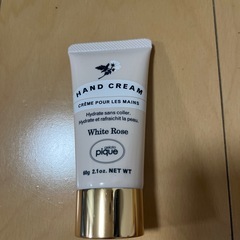 HAND CREAM
CRÈME POUR LES MAINS
Hydrate sans coller.
Hydrate et rafraîchit la peau.
White Rose
gelato
pique
60g 2.1oz. NET WT